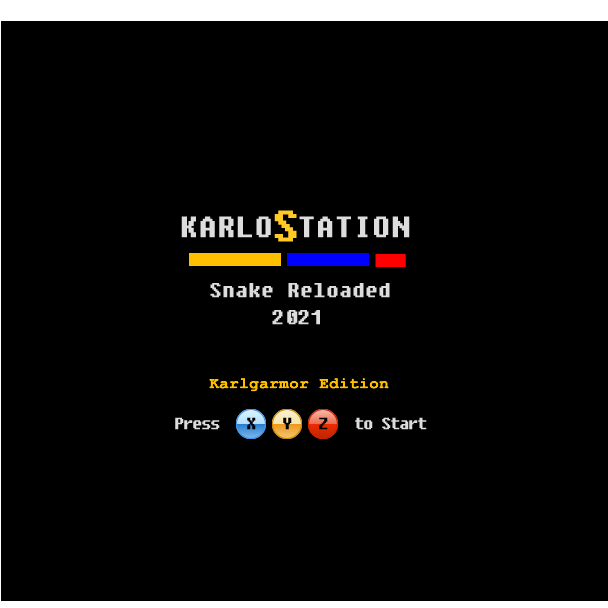 KARLOSTATION
Snake Reloaded
2021
Karlgarmor Edition
Press X Y Z to Start